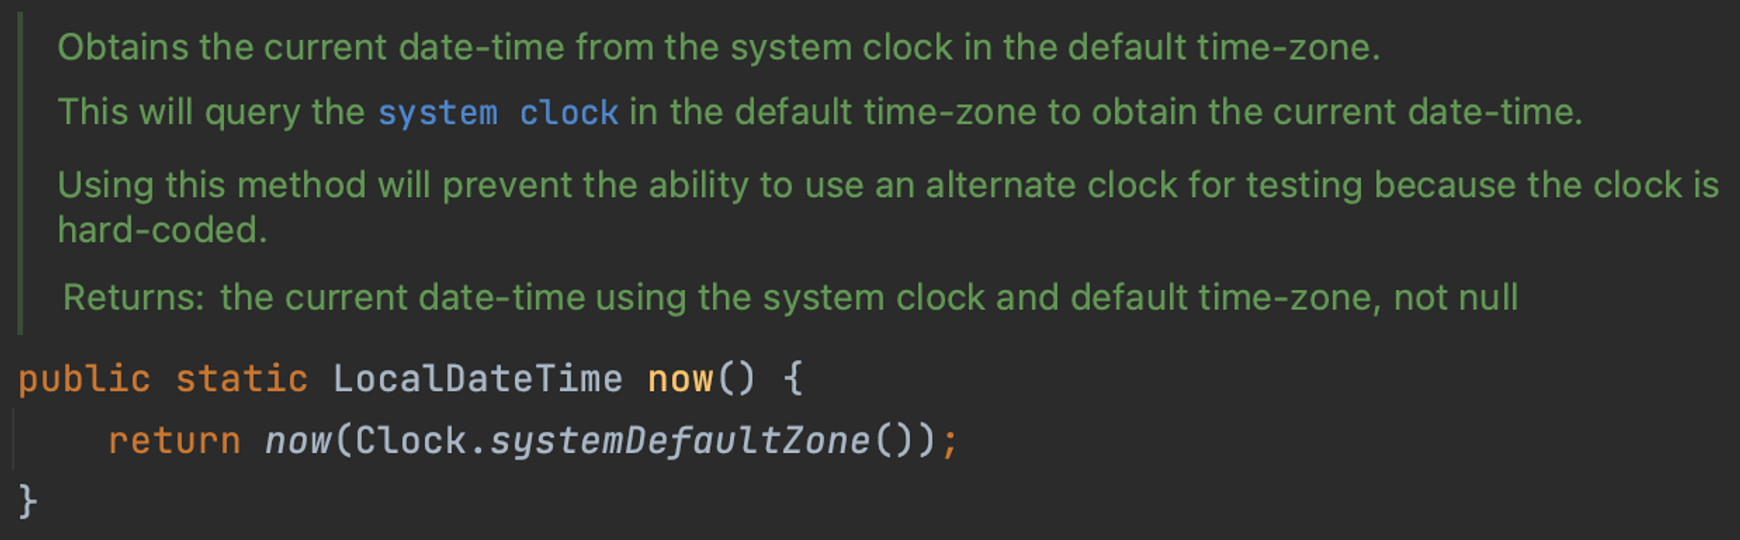 Obtains the current date-time from the system clock in the default time-zone.
This will query the system clock in the default time-zone to obtain the current date-time.
Using this method will prevent the ability to use an alternate clock for testing because the clock is
hard-coded.
Returns: the current date-time using the system clock and default time-zone, not null
public static LocalDateTime now() {
    return now(Clock.systemDefaultZone());
}